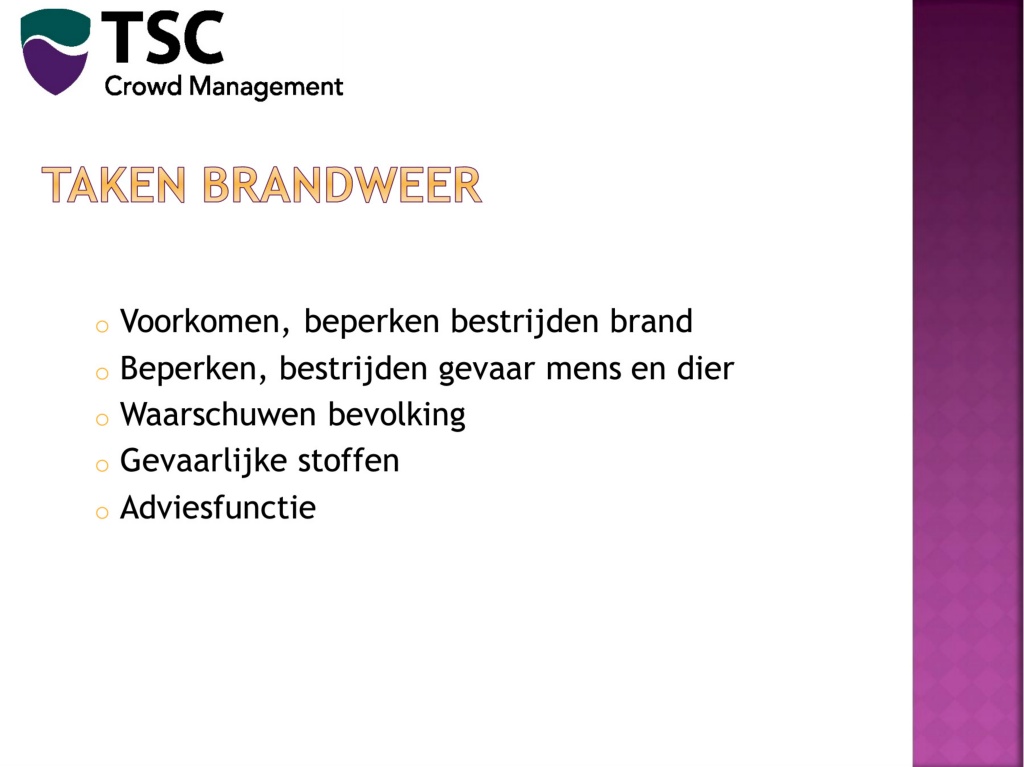 TSC
Crowd Management
TAKEN BRANDWEER
o Voorkomen, beperken bestrijden brand
o Beperken, bestrijden gevaar mens en dier
o Waarschuwen bevolking
o Gevaarlijke stoffen
o Adviesfunctie